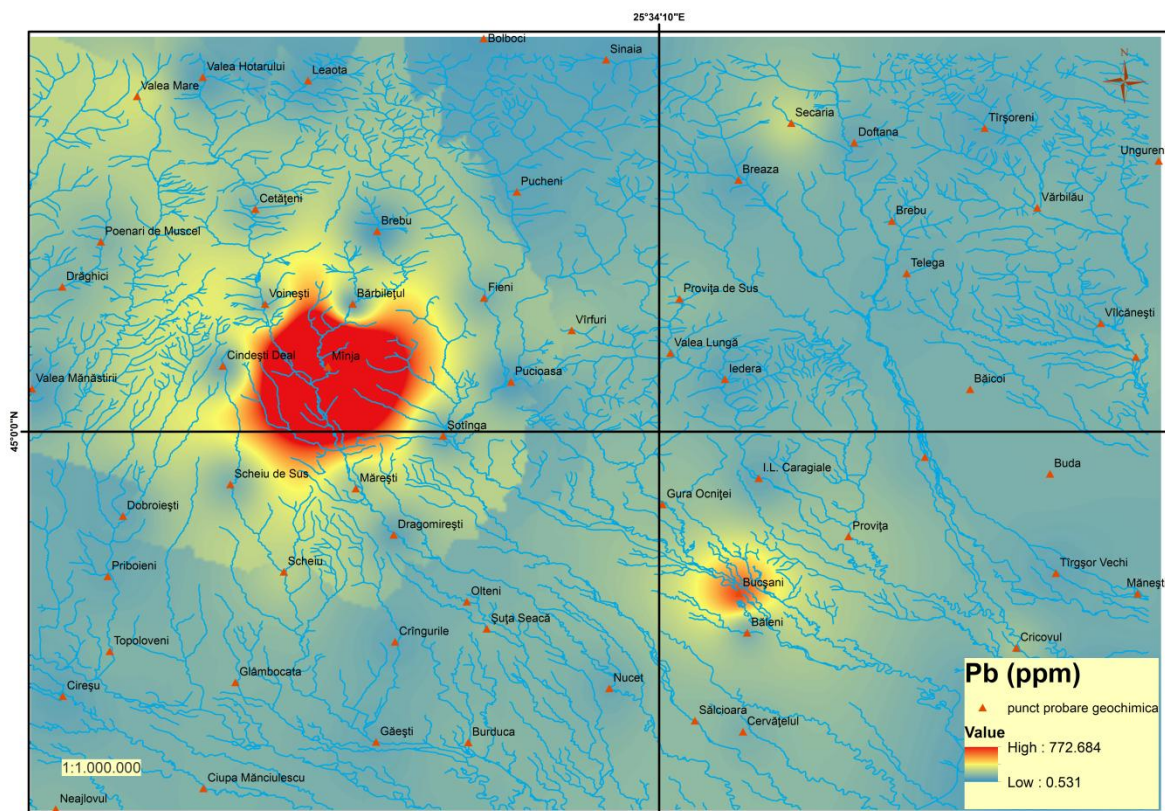 25°34'10"E
Bolboci
Sinaia
N
Valea Hotarului
Leaota
Valea Mare
Secaria
Tîrşoreni
Doftana
Unguren
Breaza
Pucheni
Vărbilău
Cetăţeni
Brebu
Brebu
Poenari de Muscel
Telega
Drăghici
Voineşti
Bărbileţul
Fieni
Proviţa de Sus
Vîrfuri
Vîlcăneşti
Valea Lungă
Cindeşti Deal
Mînja
Iedera
Pucioasa
Valea Mănăstirii
Băicoi
Şotînga
45°0'0"N
Scheiu de Sus
Măreşti
I.L. Caragiale
Buda
Gura Ocniţei
Dobroieşti
Dragomireşti
Proviţa
Scheiu
Priboieni
Tîrgşor Vechi
Bucşani
Măneşt
Olteni
Şuţa Seacă
Băleni
Crîngurile
Topoloveni
Cricovul
Glâmbocata
Cireşu
Nucet
Sălcioara
Cervăţelul
Găeşti
Burduca
Ciupa Mănciulescu
Neajlovul
1:1.000.000
Pb (ppm)
punct probare geochimica
Value
High : 772.684
Low : 0.531